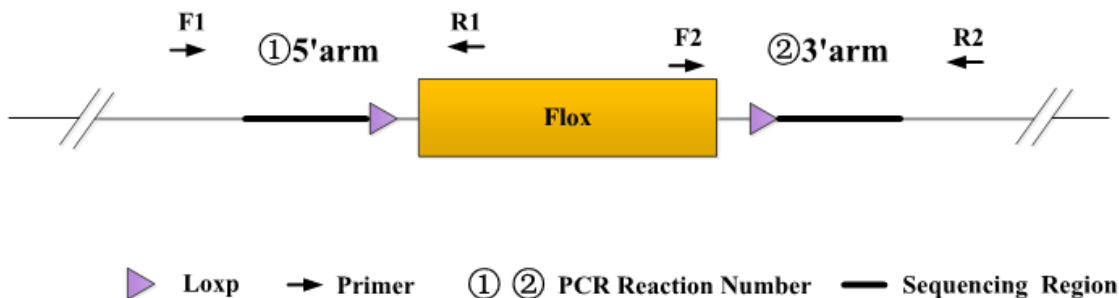 F1
①5'arm
R1
F2
②3'arm
R2
Flox
Loxp
Primer
① ② PCR Reaction Number
Sequencing Region